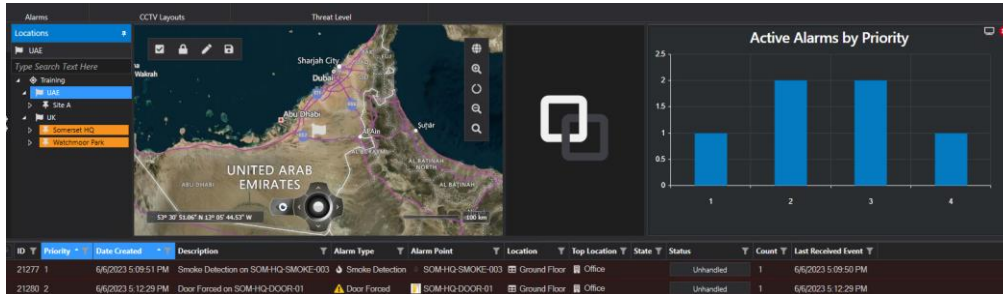 Alarms CCTV Layouts Threat Level
Locations
UAE
Type Search Text Here
Training
UAE
Site A
UK
Somerset HQ
Watchmoor Park
Wakrah
Sharjah City
Dubai
Abu Dhabi
Al Ain
Suhar
AL BATINAH NORTH
UNITED ARAB
EMIRATES
ABU DHABI
AL BATINAH
100 km
Active Alarms by Priority
2.5
2
1.5
1
0.5
0
1 2 3 4
ID Priority Date Created Description Alarm Type Alarm Point Location Top Location State Status Count Last Received Event
21277 1 6/6/2023 5:09:51 PM Smoke Detection on SOM-HQ-SMOKE-003 Smoke Detection SOM-HQ-SMOKE-003 Ground Floor Office Unhandled 1 6/6/2023 5:09:50 PM
21280 2 6/6/2023 5:12:29 PM Door Forced on SOM-HQ-DOOR-01 Door Forced SOM-HQ-DOOR-01 Ground Floor Office Unhandled 1 6/6/2023 5:12:29 PM